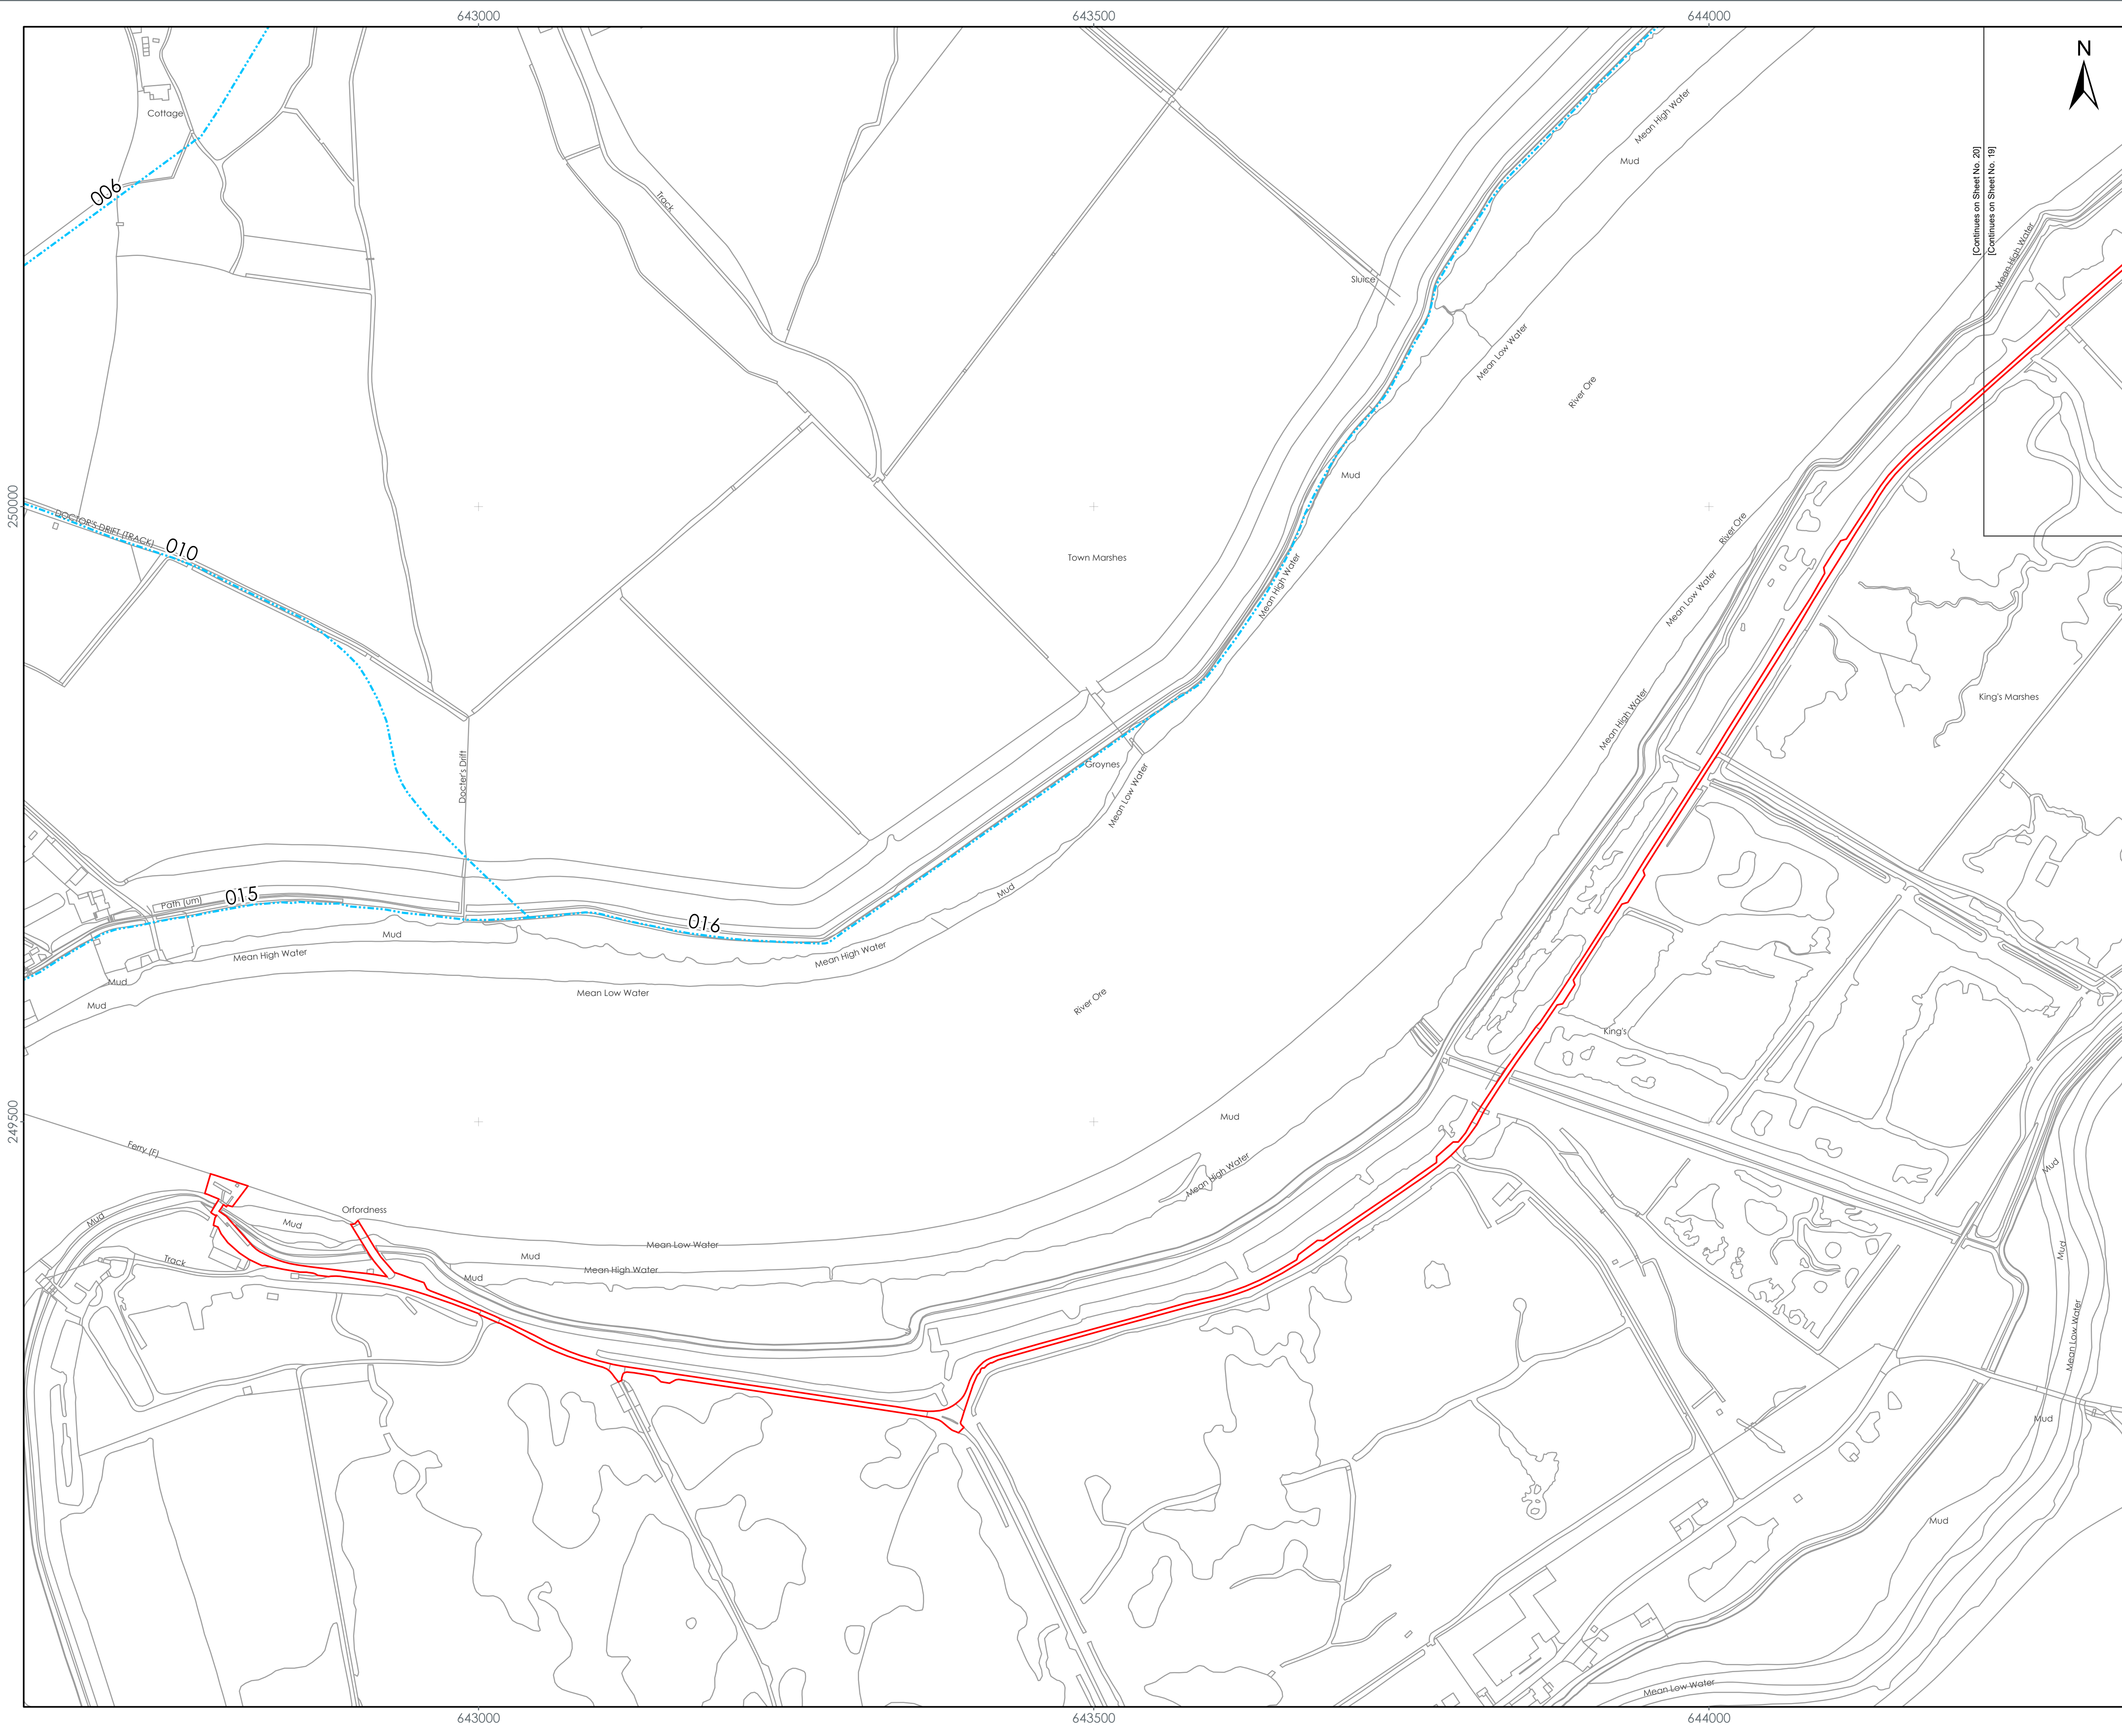 643000
643500
644000
N
Cottage
Mean High Water
Mud
[Continues on Sheet No. 20]
[Continues on Sheet No. 19]
006
Track
Mean High Water
Sluice
Mean Low Water
River Ore
Mud
250000
DOCTOR'S DRIFT (TRACK)
010
Town Marshes
River Ore
Mean High Water
Mean Low Water
King's Marshes
Mean High Water
Docter's Drift
Groynes
Mean Low Water
Path (um)
015
016
Mud
Mud
Mean High Water
Mean High Water
Mud
Mean Low Water
Mud
River Ore
King's
249500
Mud
Ferry (F)
Mean High Water
Mud
Orfordness
Mud
Mud
Mean Low Water
Mud
Track
Mean High Water
Mud
Mud
Mean Low Water
Mud
Mud
Mean Low Water
643000
643500
644000